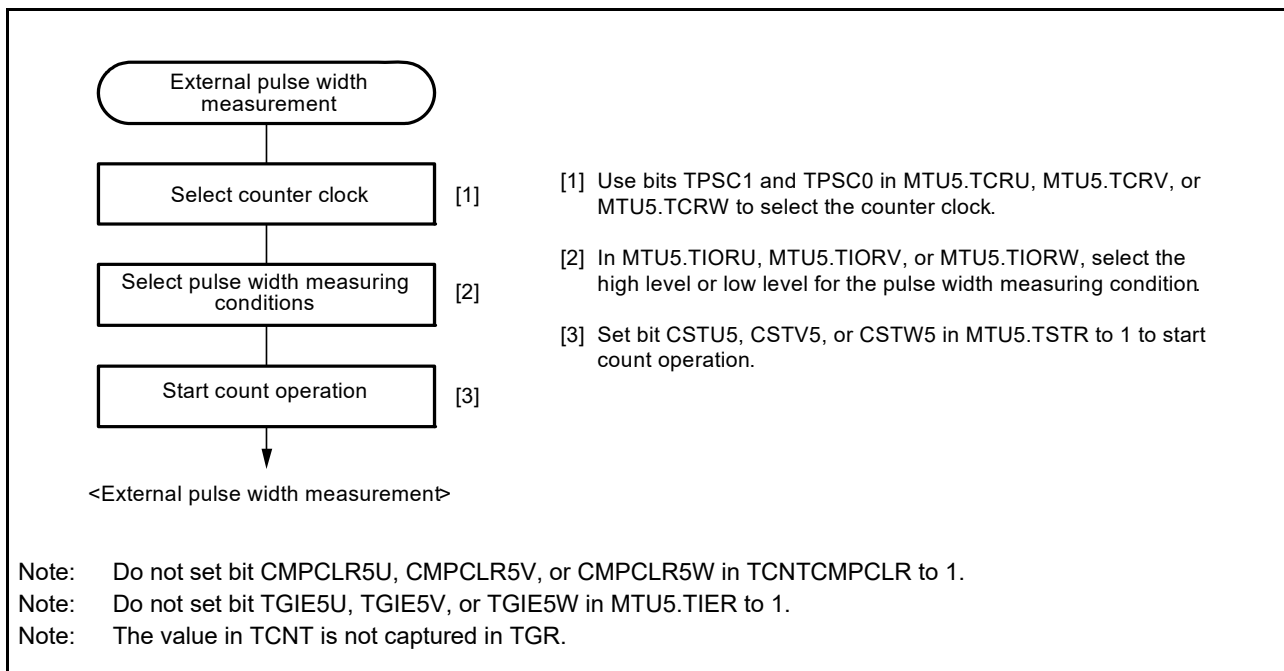 External pulse width
measurement
Select counter clock
[1]
Select pulse width measuring
conditions
[2]
Start count operation
[3]
<External pulse width measurement>
[1] Use bits TPSC1 and TPSC0 in MTU5.TCRU, MTU5.TCRV, or
MTU5.TCRW to select the counter clock.
[2] In MTU5.TIORU, MTU5.TIORV, or MTU5.TIORW, select the
high level or low level for the pulse width measuring condition.
[3] Set bit CSTU5, CSTV5, or CSTW5 in MTU5.TSTR to 1 to start
count operation.
Note: Do not set bit CMPCLR5U, CMPCLR5V, or CMPCLR5W in TCNTCMPCLR to 1.
Note: Do not set bit TGIE5U, TGIE5V, or TGIE5W in MTU5.TIER to 1.
Note: The value in TCNT is not captured in TGR.